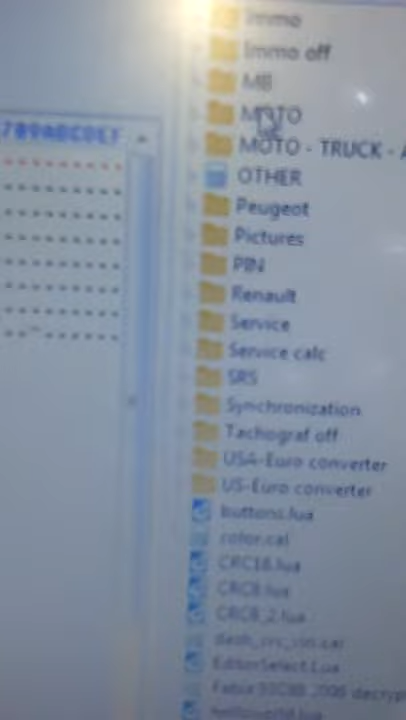 789ABCDEF
Immo
Immo off
MB
MOTO
MOTO - TRUCK - A
OTHER
Peugeot
Pictures
PIN
Renault
Service
Service calc
SRS
Synchronization
Tachograf off
USA-Euro converter
US-Euro converter
buttons.lua
color.cal
CRC16.lua
CRC8.lua
CRC8_2.lua
EditorSelect.Lua